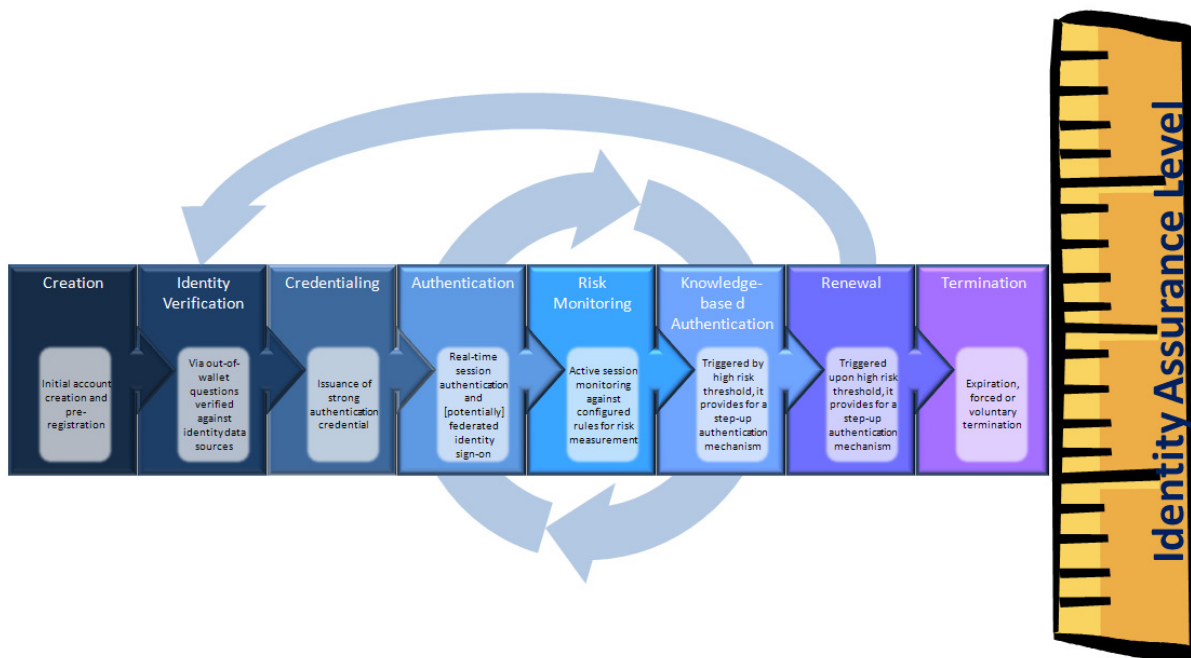 Creation
Initial account
creation and
pre-
registration
Identity
Verification
Via out-of-
wallet
questions
verified
against
identity data
sources
Credentialing
Issuance of
strong
authentication
credential
Authentication
Real-time
session
authentication
and
[potentially]
federated
identity
sign-on
Risk
Monitoring
Active session
monitoring
against
configured
rules for risk
measurement
Knowledge-
base d
Authentication
Triggered by
high risk
threshold, it
provides for a
step-up
authentication
mechanism
Renewal
Triggered
upon high risk
threshold, it
provides for a
step-up
authentication
mechanism
Termination
Expiration,
forced or
voluntary
termination
Identity Assurance Level